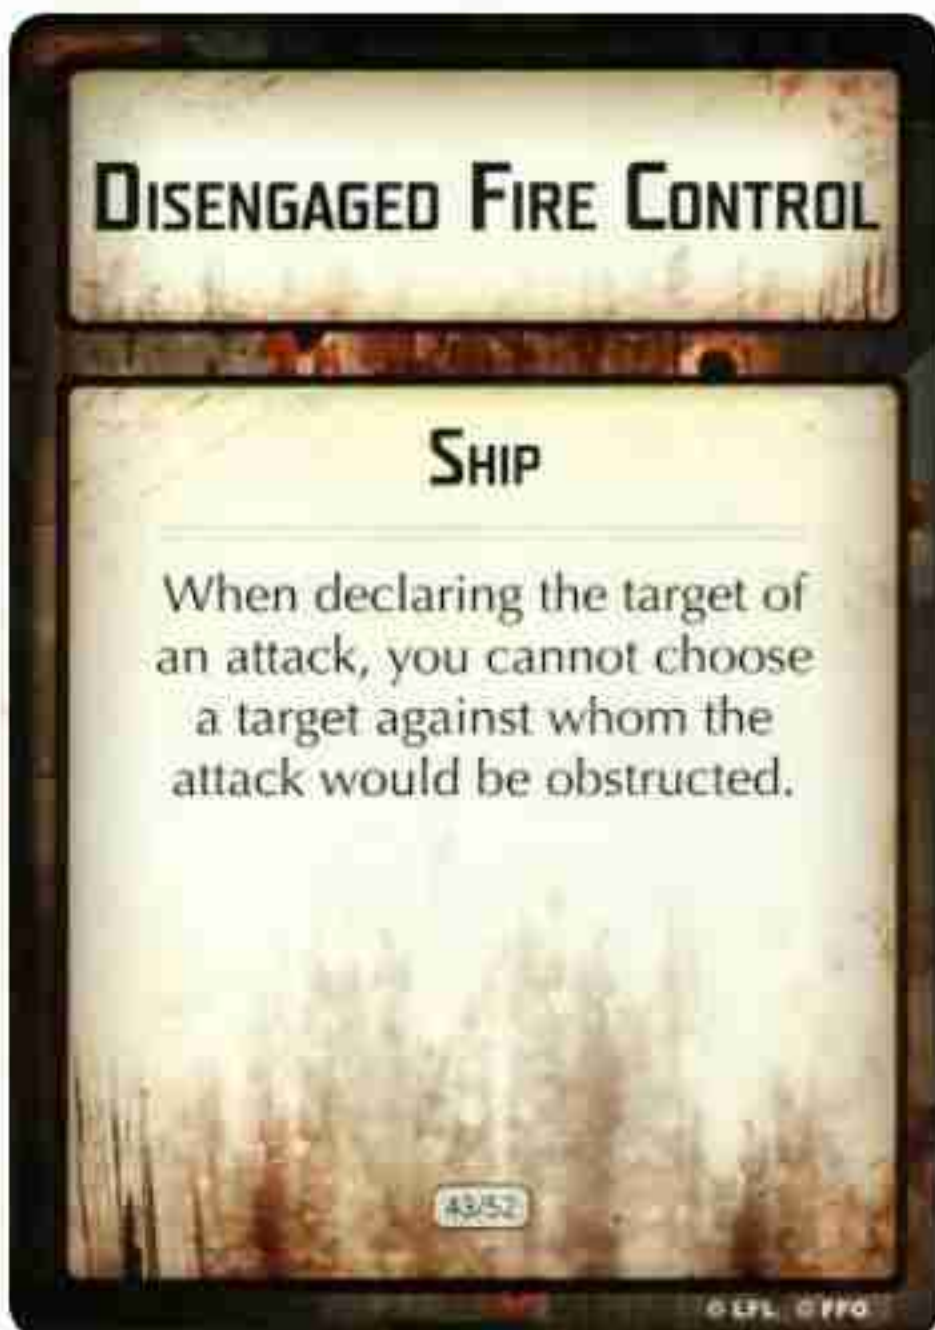 Disengaged Fire Control
Ship
When declaring the target of
an attack, you cannot choose
a target against whom the
attack would be obstructed.
43/52
© LFL © FFG